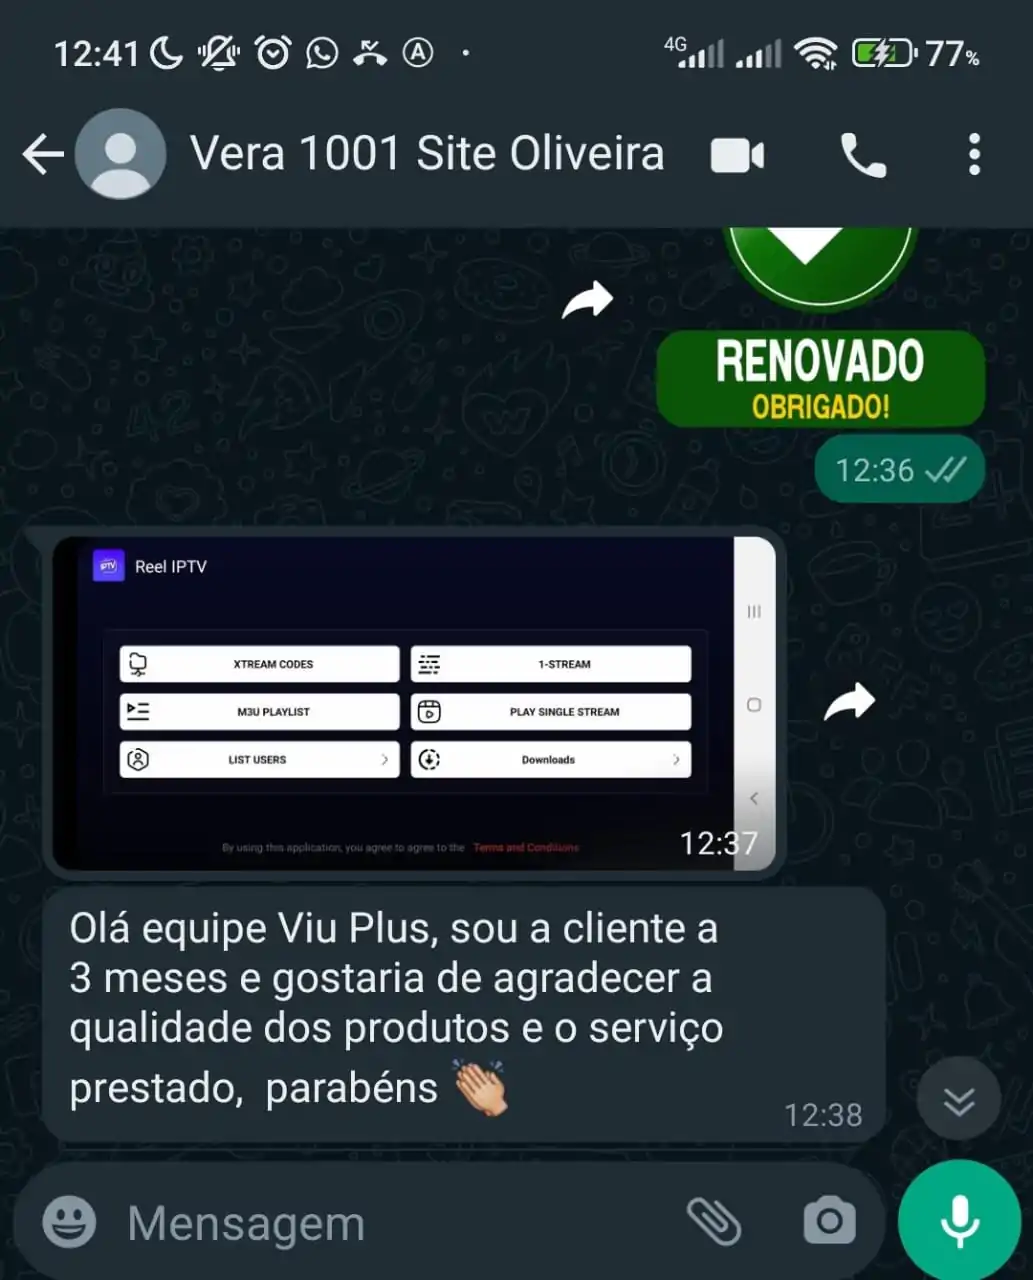 12:41
4G
77%
Vera 1001 Site Oliveira
RENOVADO
OBRIGADO!
12:36
IPTV
Reel IPTV
XTREAM CODES
1-STREAM
M3U PLAYLIST
PLAY SINGLE STREAM
LIST USERS
Downloads
By using this application, you agree to agree to the Terms and Conditions
12:37
Olá equipe Viu Plus, sou a cliente a
3 meses e gostaria de agradecer a
qualidade dos produtos e o serviço
prestado,  parabéns 👏🏼
12:38
Mensagem